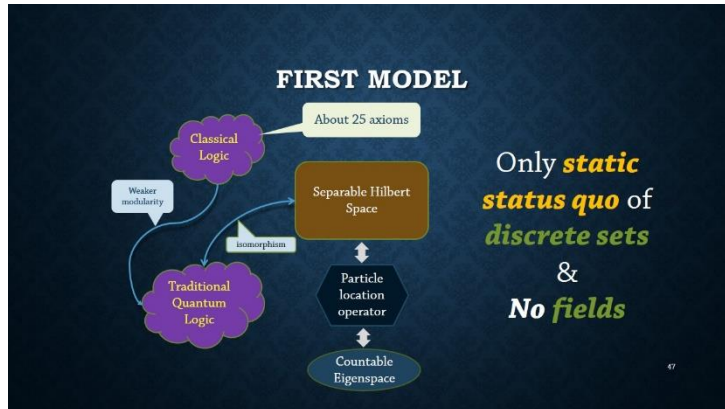 FIRST MODEL
About 25 axioms
Classical
Logic
Weaker
modularity
isomorphism
Separable Hilbert
Space
Traditional
Quantum
Logic
Particle
location
operator
Countable
Eigenspace
Only static
status quo of
discrete sets
&
No fields
47